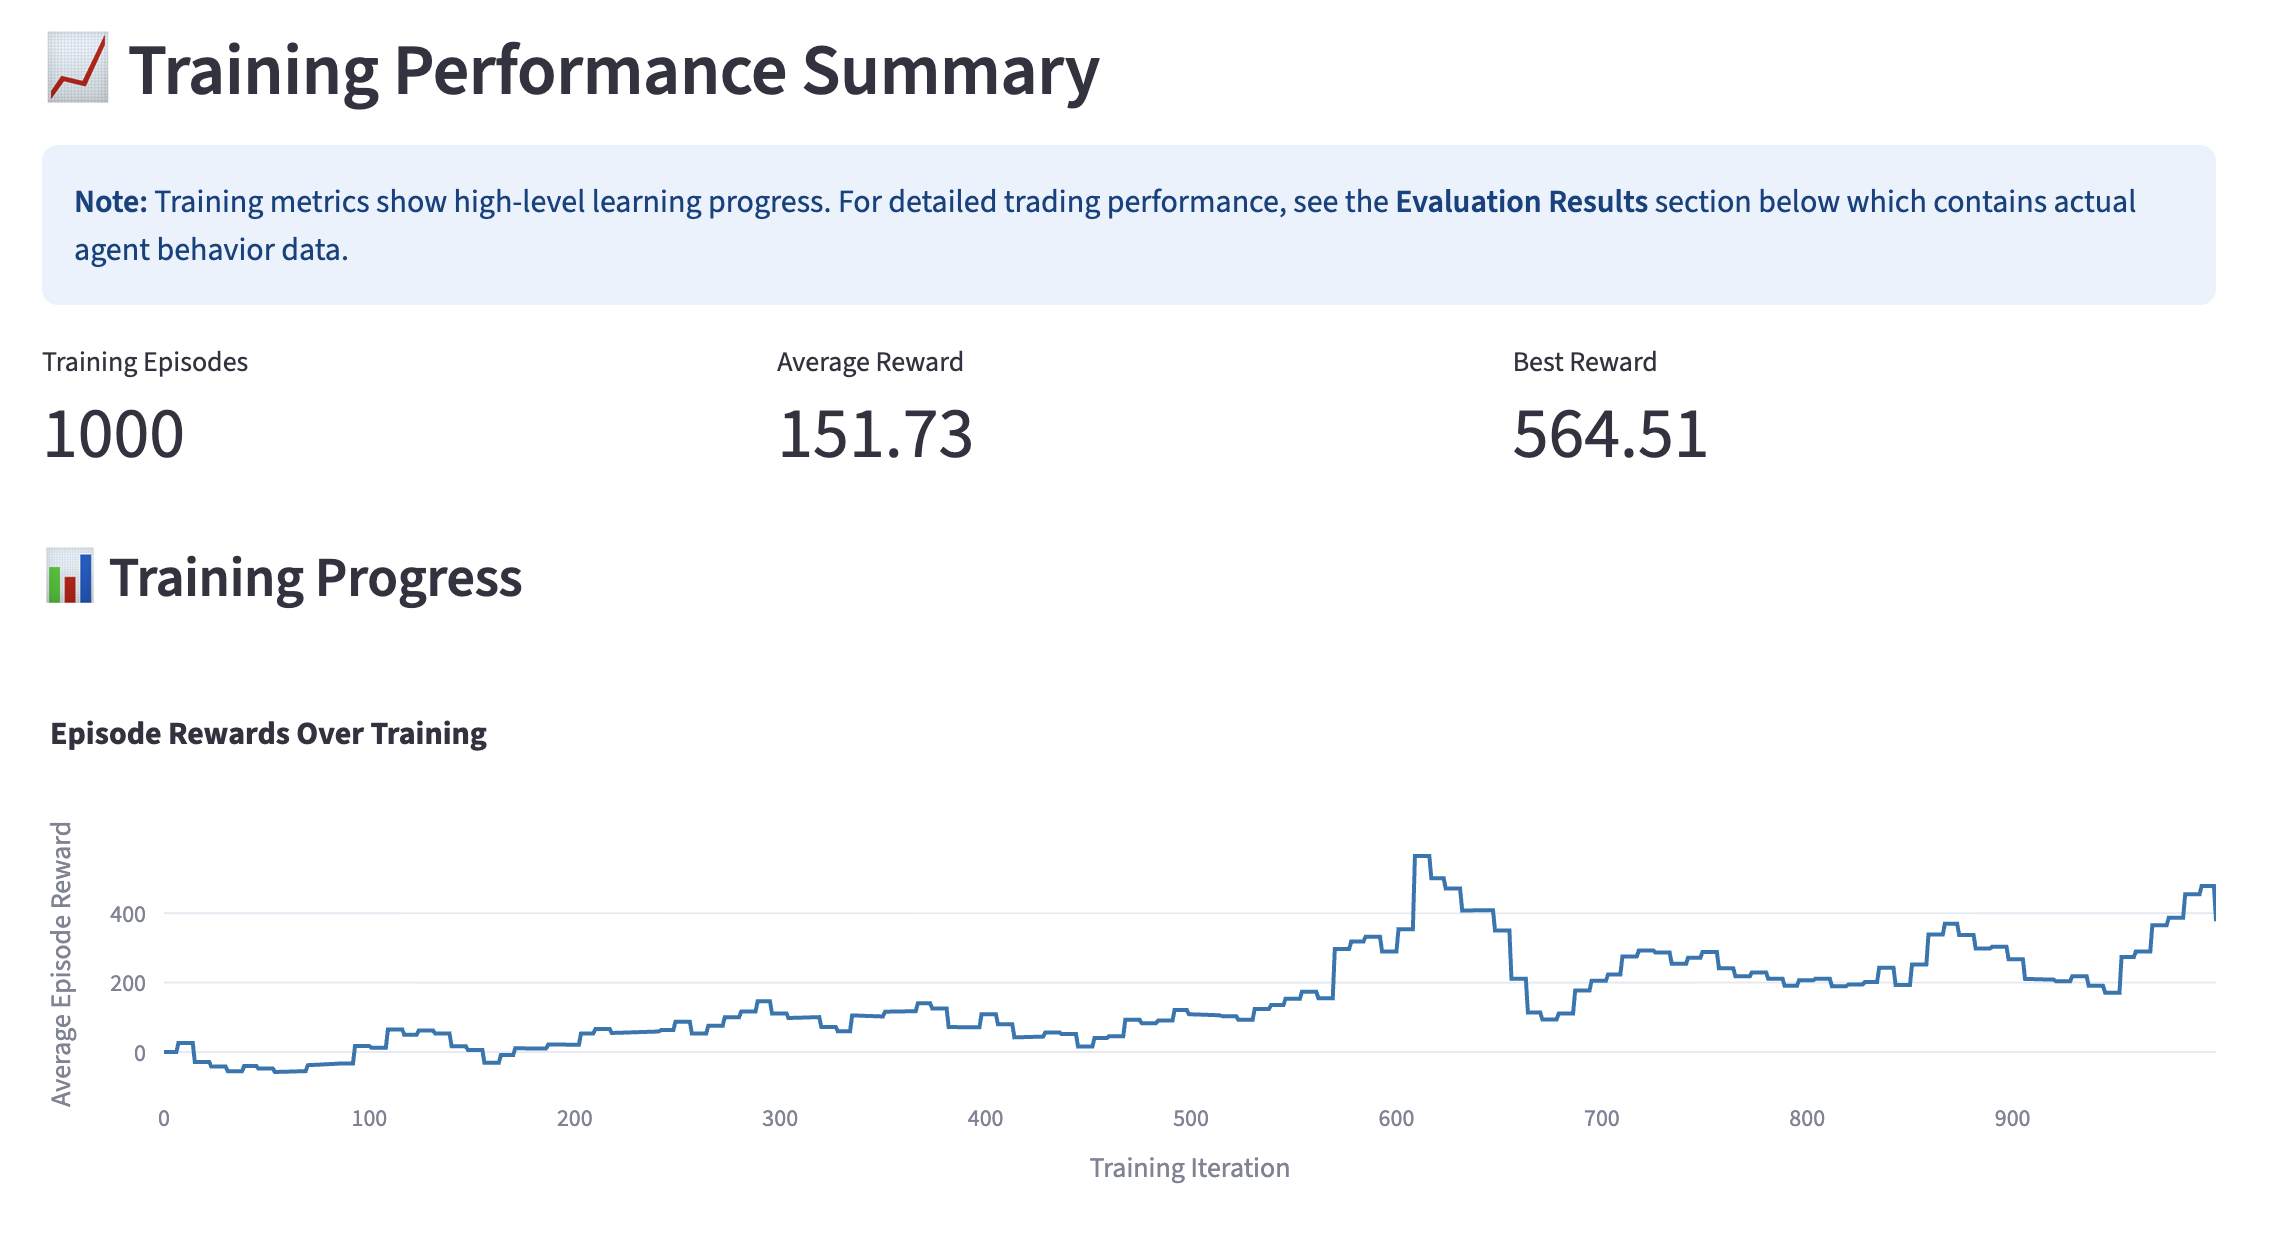 Training Performance Summary
Note: Training metrics show high-level learning progress. For detailed trading performance, see the Evaluation Results section below which contains actual
agent behavior data.
Training Episodes
1000
Average Reward
151.73
Best Reward
564.51
Training Progress
Episode Rewards Over Training
Average Episode Reward
400
200
0
0 100 200 300 400 500 600 700 800 900
Training Iteration